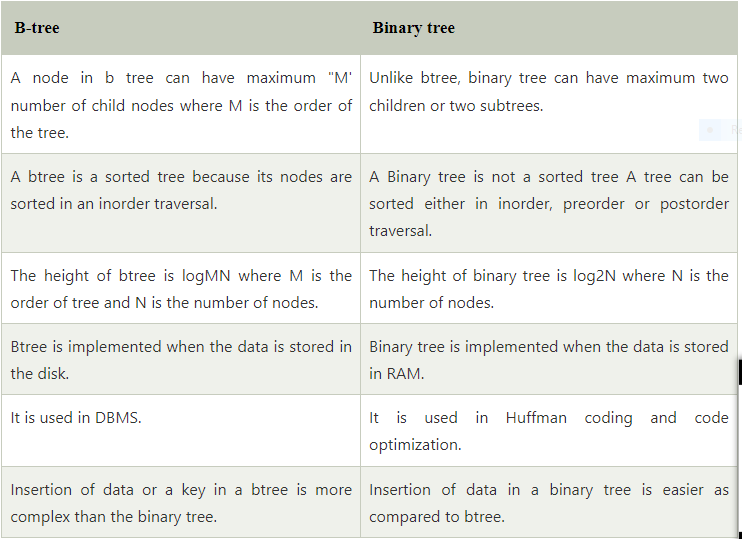 B-tree
Binary tree
A node in b tree can have maximum "M'
number of child nodes where M is the order of
the tree.
Unlike btree, binary tree can have maximum two
children or two subtrees.
A btree is a sorted tree because its nodes are
sorted in an inorder traversal.
A Binary tree is not a sorted tree A tree can be
sorted either in inorder, preorder or postorder
traversal.
The height of btree is logMN where M is the
order of tree and N is the number of nodes.
The height of binary tree is log2N where N is the
number of nodes.
Btree is implemented when the data is stored in
the disk.
Binary tree is implemented when the data is stored
in RAM.
It is used in DBMS.
It is used in Huffman coding and code
optimization.
Insertion of data or a key in a btree is more
complex than the binary tree.
Insertion of data in a binary tree is easier as
compared to btree.